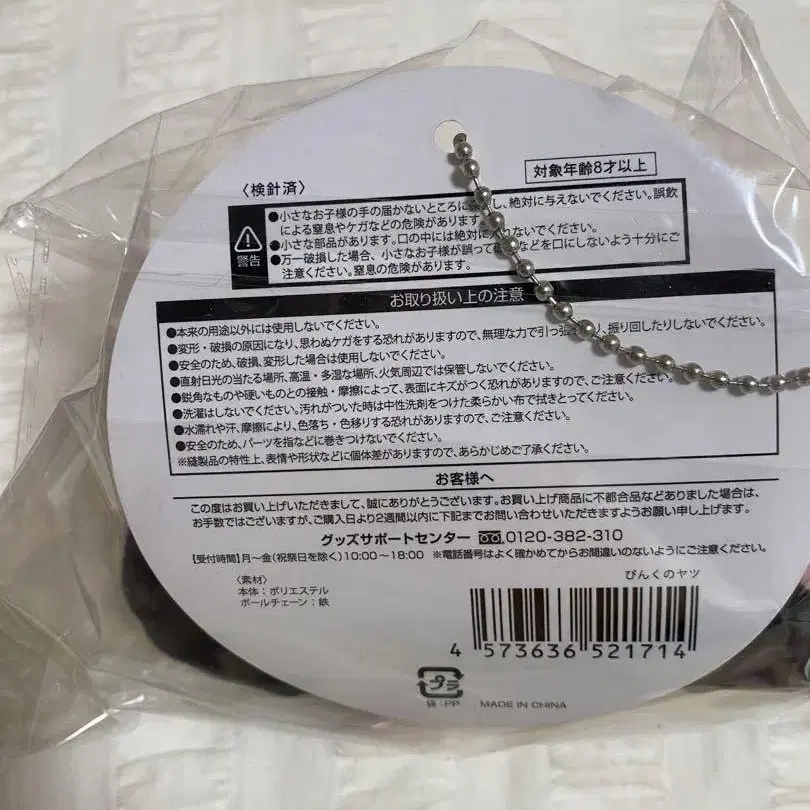 〈検針済〉
対象年齢8才以上
警告
●小さなお子様の手の届かないところに し、絶対に与えないでください。誤飲
による窒息やケガなどの危険があります。
●小さな部品があります。口の中には絶対に れないでください。
●万一破損した場合、小さなお子様が誤って などを口にしないよう十分にご
注意ください。窒息の危険があります。
お取り扱い上の注意
●本来の用途以外には使用しないでください。
●変形・破損の原因になり、思わぬケガをする恐れがありますので、無理な力で引っ張 り、振り回したりしないでください。
●安全のため、破損、変形した場合は使用しないでください。
●直射日光の当たる場所、高温・多湿な場所、火気周辺では保管しないでください。
●鋭角なものや硬いものとの接触・摩擦によって、表面にキズがつく恐れがありますので、ご注意ください。
●洗濯はしないでください。汚れがついた時は中性洗剤をつけた柔らかい布で拭きとってください。
●水濡れや汗、摩擦により、色落ち・色移りする恐れがありますので、ご注意ください。
●安全のため、パーツを指などに巻きつけないでください。
※縫製品の特性上、表情や形状などに個体差がありますので、あらかじめご了承ください。
お客様へ
この度はお買い上げいただきまして、誠にありがとうございます。お買い上げ商品に不都合品などありました場合は、
お手数ではございますが、ご購入日より2週間以内に下記までお問い合わせいただきますようお願い申し上げます。
グッズサポートセンター 0120-382-310
【受付時間】月～金(祝祭日を除く)10:00～18:00 ※電話番号はよく確かめてからお間違いのないようにご注意ください。
〈素材〉
本体：ポリエステル
ボールチェーン：鉄
ぴんくのヤツ
4 573636 521714
プラ
袋：PP
MADE IN CHINA